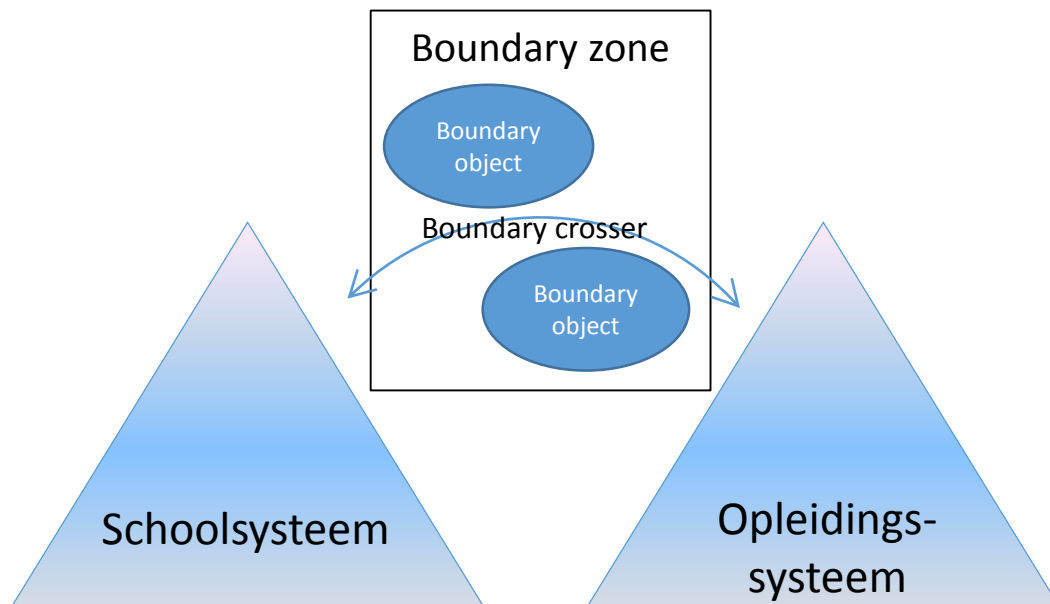 Boundary zone
Boundary
object
Boundary crosser
Boundary
object
Schoolsysteem
Opleidings-
systeem